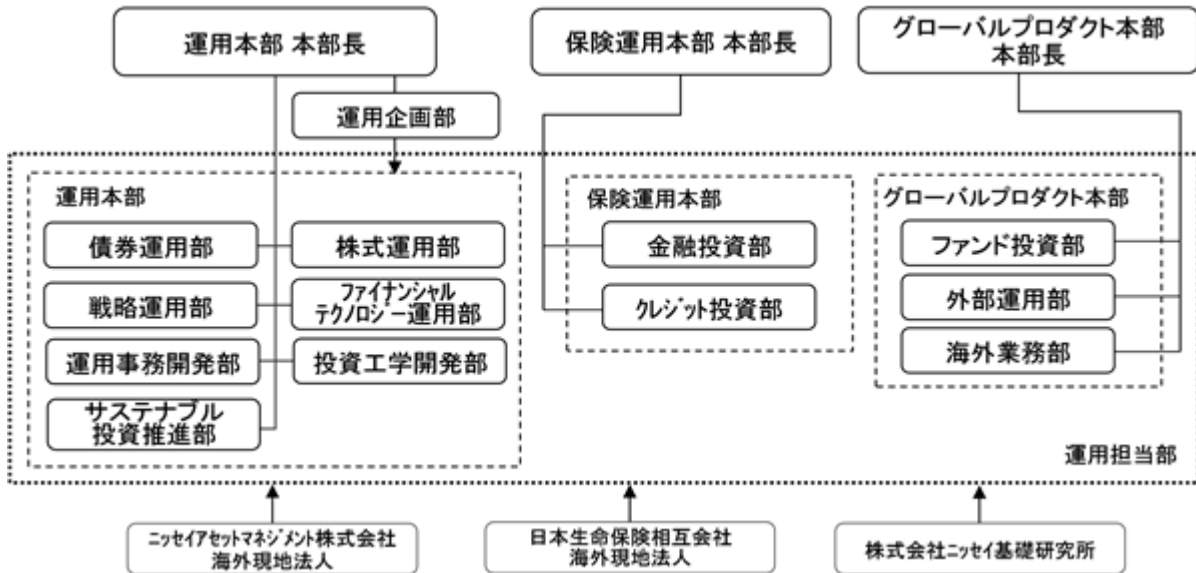 運用本部 本部長
保険運用本部 本部長
グローバルプロダクト本部
本部長
運用企画部
運用本部
債券運用部
株式運用部
戦略運用部
ファイナンシャル
テクノロジー運用部
運用事務開発部
投資工学開発部
サステナブル
投資推進部
保険運用本部
金融投資部
クレジット投資部
グローバルプロダクト本部
ファンド投資部
外部運用部
海外業務部
運用担当部
ニッセイアセットマネジメント株式会社
海外現地法人
日本生命保険相互会社
海外現地法人
株式会社ニッセイ基礎研究所